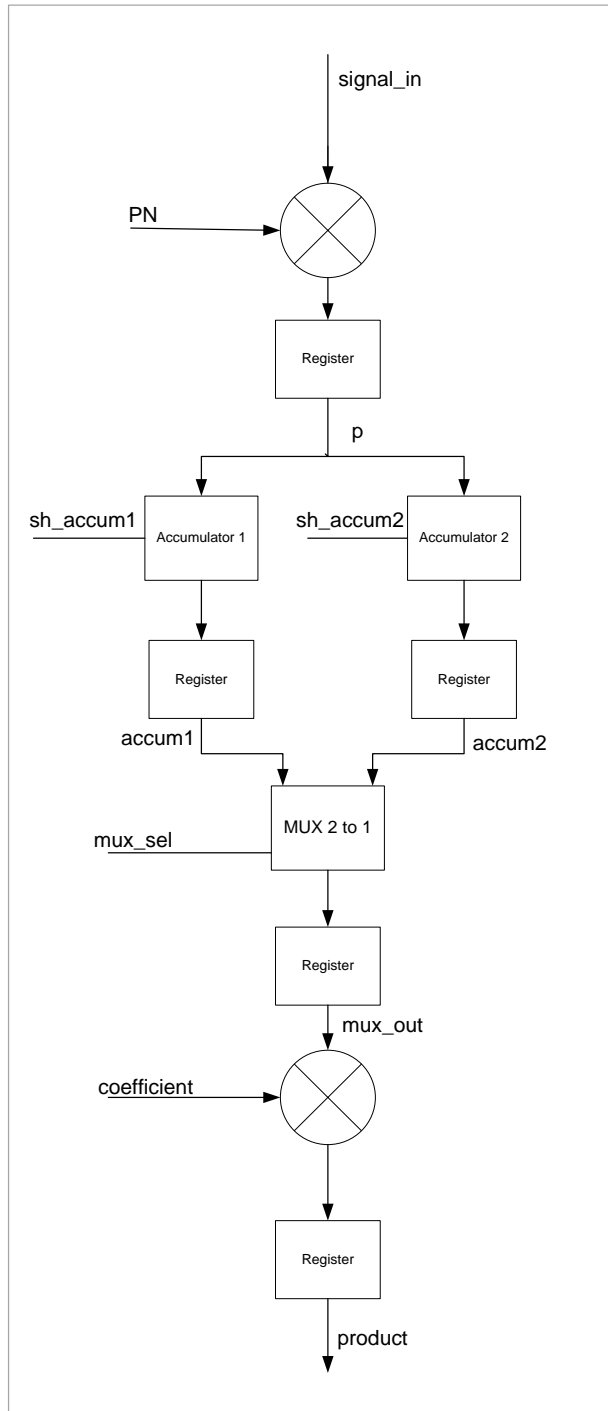 signal_in
PN
Register
p
sh_accum1
Accumulator 1
sh_accum2
Accumulator 2
Register
Register
accum1
accum2
MUX 2 to 1
mux_sel
Register
mux_out
coefficient
Register
product